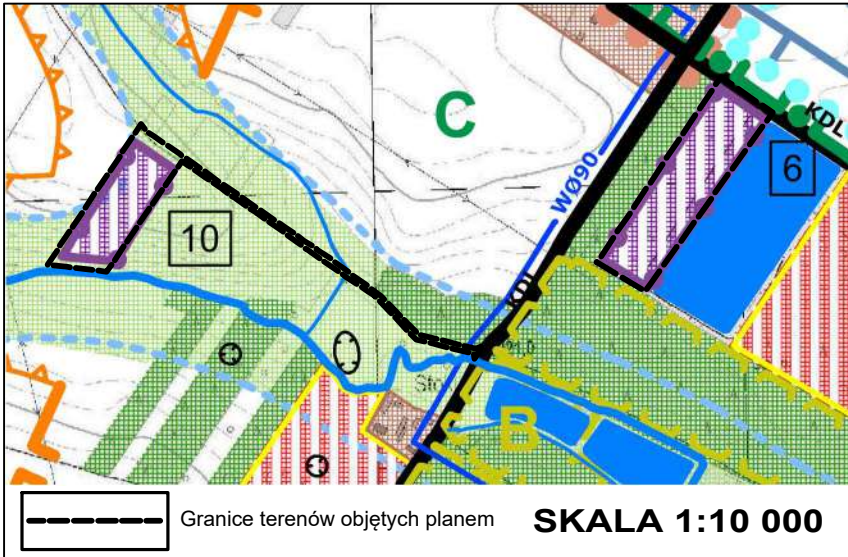 C
KDL
6
WØ90
10
KDL
B
Granice terenów objętych planem
SKALA 1:10 000